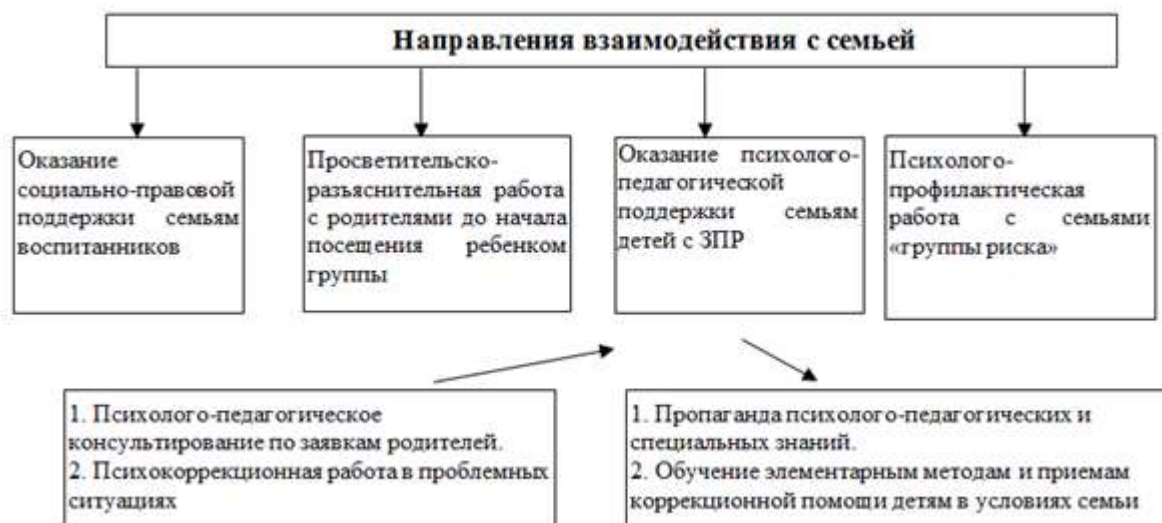 Направления взаимодействия с семьей
Оказание
социально-правовой
поддержки семьям
воспитанников
Просветительско-
разъяснительная работа
с родителями до начала
посещения ребенком
группы
Оказание психолого-
педагогической
поддержки семьям
детей с ЗПР
Психолого-
профилактическая
работа с семьями
«группы риска»
1. Психолого-педагогическое
консультирование по заявкам родителей.
2. Психокоррекционная работа в проблемных
ситуациях
1. Пропаганда психолого-педагогических и
специальных знаний.
2. Обучение элементарным методам и приемам
коррекционной помощи детям в условиях семьи